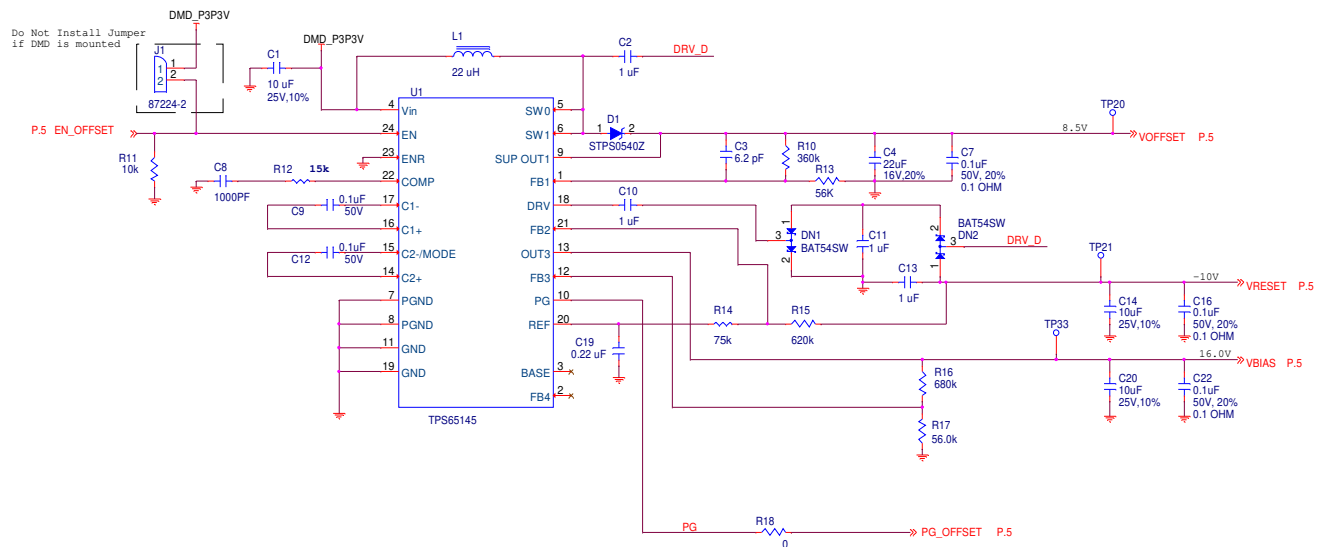 DMD_P3P3V
Do Not Install Jumper
if DMD is mounted
J1
1
2
1
2
87224-2
P.5 EN_OFFSET
R11
10k
C1
10 uF
25V,10%
DMD_P3P3V
L1
22 uH
C2
1 uF
DRV_D
U1
4 Vin
24 EN
23 ENR
22 COMP
17 C1-
16 C1+
15 C2-/MODE
14 C2+
7 PGND
8 PGND
11 GND
19 GND
SW0 5
SW1 6
SUP OUT1 9
FB1 1
DRV 18
FB2 21
OUT3 13
FB3 12
PG 10
REF 20
BASE 3
FB4 2
TPS65145
C8
1000PF
R12 15k
C9
0.1uF
50V
C12
0.1uF
50V
D1
1 2
STPS0540Z
C3
6.2 pF
R10
360k
R13
56K
C4
22uF
16V,20%
C7
0.1uF
50V, 20%
0.1 OHM
TP20
8.5V
VOFFSET P.5
C10
1 uF
1
3
2
DN1
BAT54SW
C11
1 uF
C13
1 uF
BAT54SW
DN2
2
3
1
DRV_D
TP21
-10V
VRESET P.5
C14
10uF
25V,10%
C16
0.1uF
50V, 20%
0.1 OHM
R14
75k
R15
620k
C19
0.22 uF
TP33
16.0V
VBIAS P.5
R16
680k
R17
56.0k
C20
10uF
25V,10%
C22
0.1uF
50V, 20%
0.1 OHM
PG
R18
0
PG_OFFSET P.5